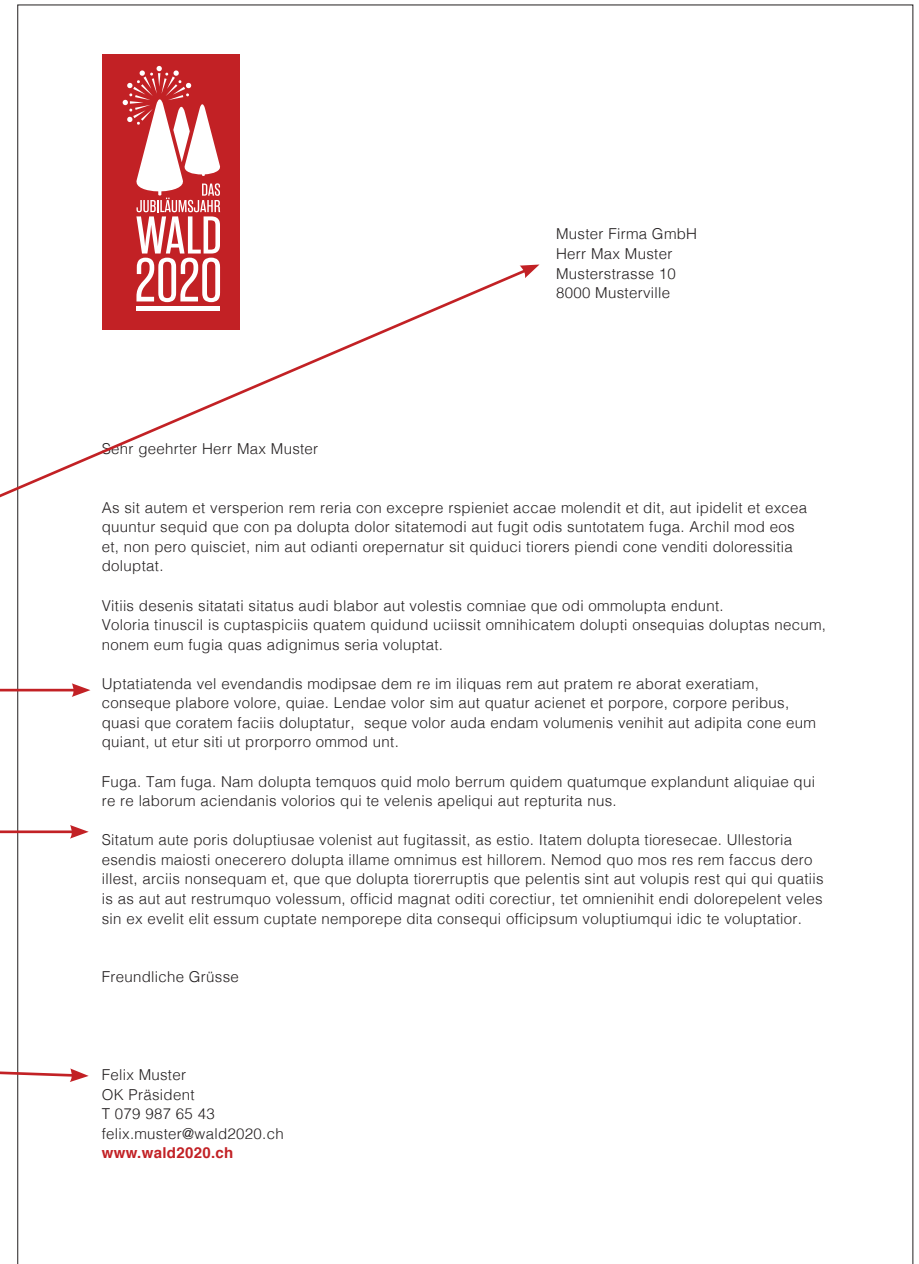 DAS
JUBILÄUMSJAHR
WALD
2020
Muster Firma GmbH
Herr Max Muster
Musterstrasse 10
8000 Musterville
Sehr geehrter Herr Max Muster
As sit autem et versperion rem reria con excepre rspieniet accae molendit et dit, aut ipidelit et excea
quuntur sequid que con pa dolupta dolor sitatemodi aut fugit odis suntotatem fuga. Archil mod eos
et, non pero quisciet, nim aut odianti orepernatur sit quiduci tiorers piendi cone venditi doloressitia
doluptat.
Vitiis desenis sitatati sitatus audi blabor aut volestis comniae que odi ommolupta endunt.
Voloria tinuscil is cuptaspiciis quatem quidund uciissit omnihicatem dolupti onsequias doluptas necum,
nonem eum fugia quas adignimus seria voluptat.
Uptatiatenda vel evendandis modipsae dem re im iliquas rem aut pratem re aborat exeratiam,
conseque plabore volore, quiae. Lendae volor sim aut quatur acienet et porpore, corpore peribus,
quasi que coratem faciis doluptatur,  seque volor auda endam volumenis venihit aut adipita cone eum
quiant, ut etur siti ut prorporro ommod unt.
Fuga. Tam fuga. Nam dolupta temquos quid molo berrum quidem quatumque explandunt aliquiae qui
re re laborum aciendanis volorios qui te velenis apeliqui aut repturita nus.
Sitatum aute poris doluptiusae volenist aut fugitassit, as estio. Itatem dolupta tioresecae. Ullestoria
esendis maiosti onecerero dolupta illame omnimus est hillorem. Nemod quo mos res rem faccus dero
illest, arciis nonsequam et, que que dolupta tiorerruptis que pelentis sint aut volupis rest qui qui quatiis
is as aut aut restrumquo volessum, officid magnat oditi corectiur, tet omnienihit endi dolorepelent veles
sin ex evelit elit essum cuptate nemporepe dita consequi officipsum voluptiumqui idic te voluptatior.
Freundliche Grüsse
Felix Muster
OK Präsident
T 079 987 65 43
felix.muster@wald2020.ch
www.wald2020.ch